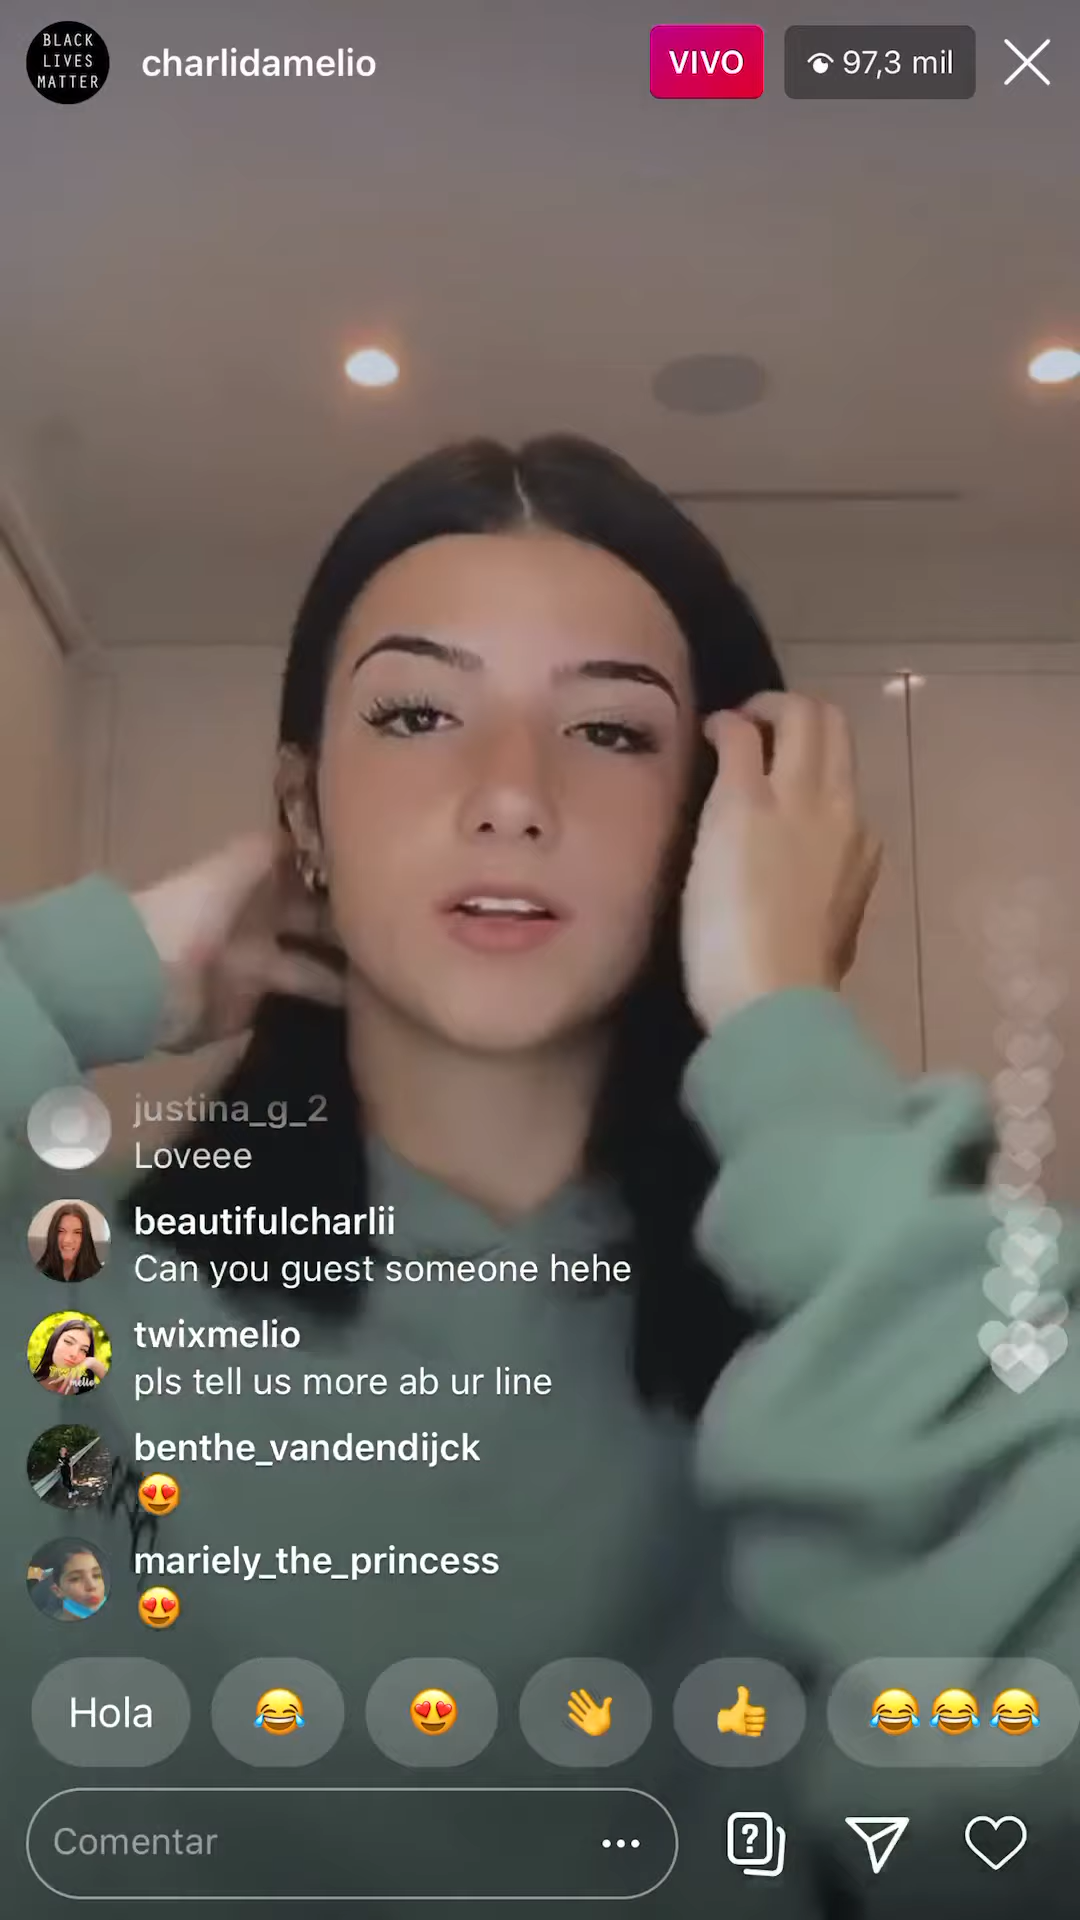 BLACK
LIVES
MATTER
charlidamelio
VIVO
97,3 mil
justina_g_2
Loveee
beautifulcharlii
Can you guest someone hehe
twixmelio
pls tell us more ab ur line
benthe_vandendijck
😍
mariely_the_princess
😍
Hola 😂 😍 👋 👍 😂😂😂
Comentar